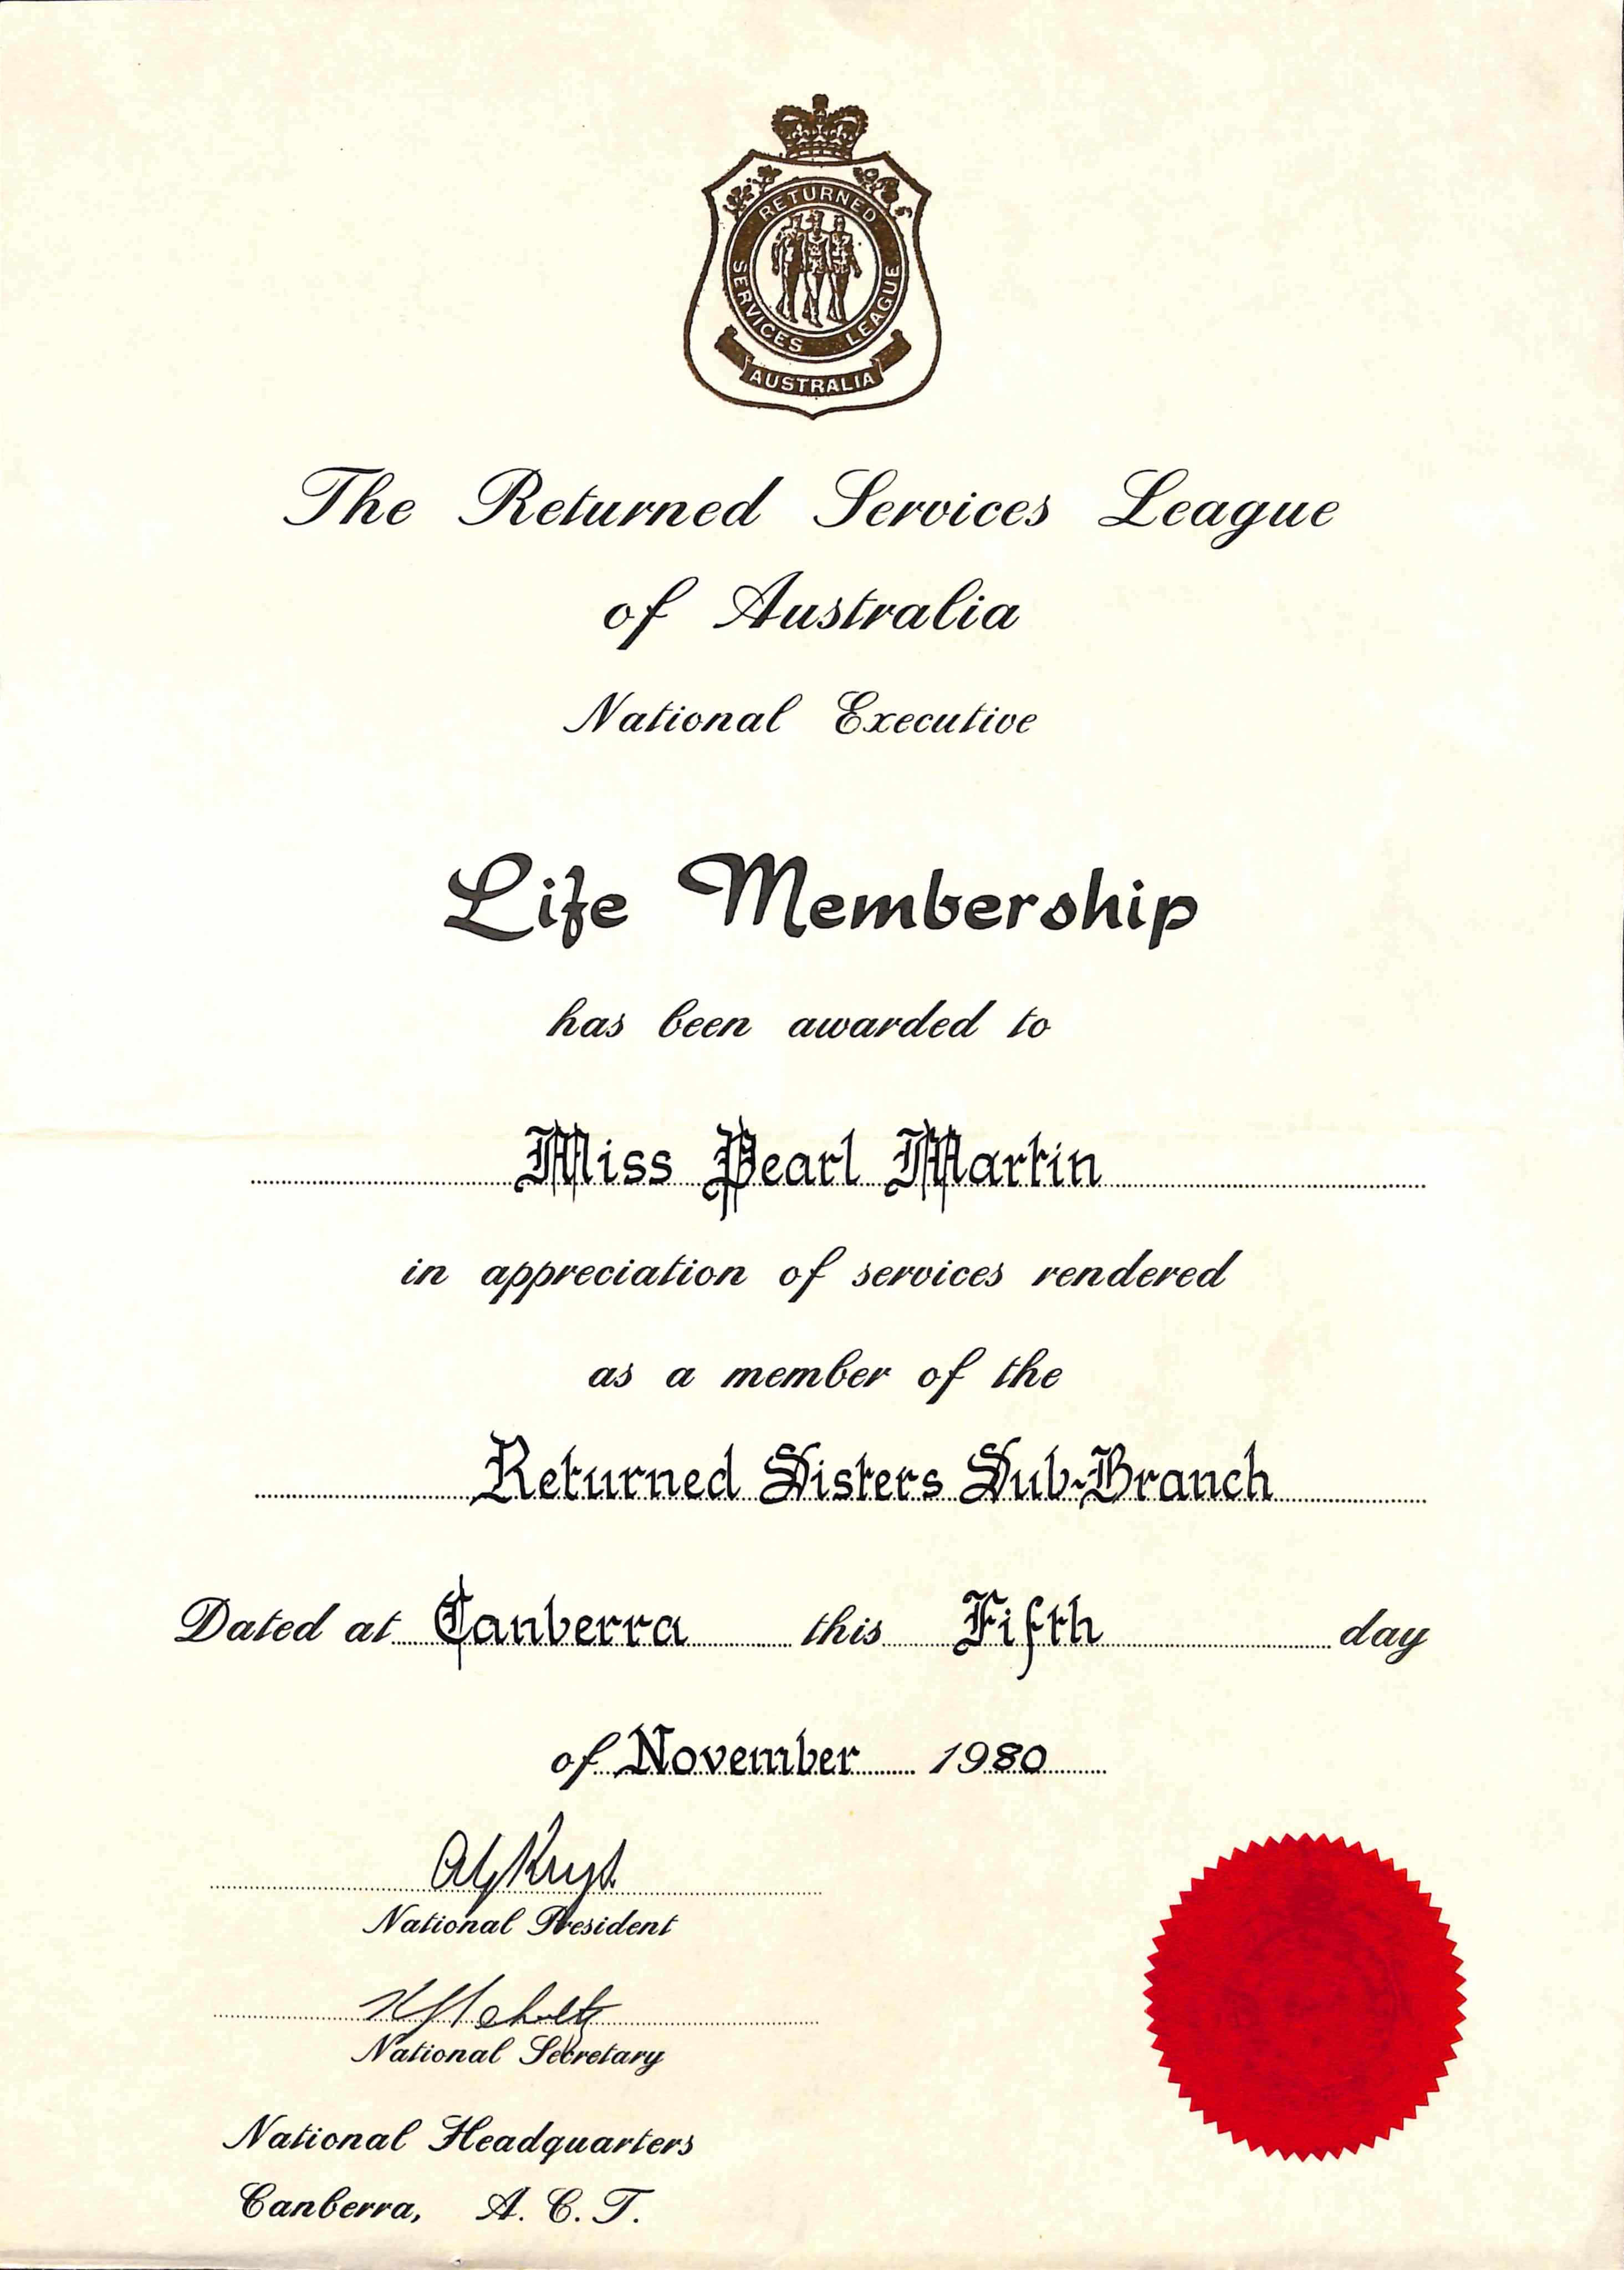 RETURNED
SERVICES LEAGUE
AUSTRALIA
The Returned Services League
of Australia
National Executive
Life Membership
has been awarded to
Miss Pearl Martin
in appreciation of services rendered
as a member of the
Returned Sisters Sub-Branch
Dated at Canberra this Fifth day
of November 1980
National President
National Secretary
National Headquarters
Canberra, A. C. T.